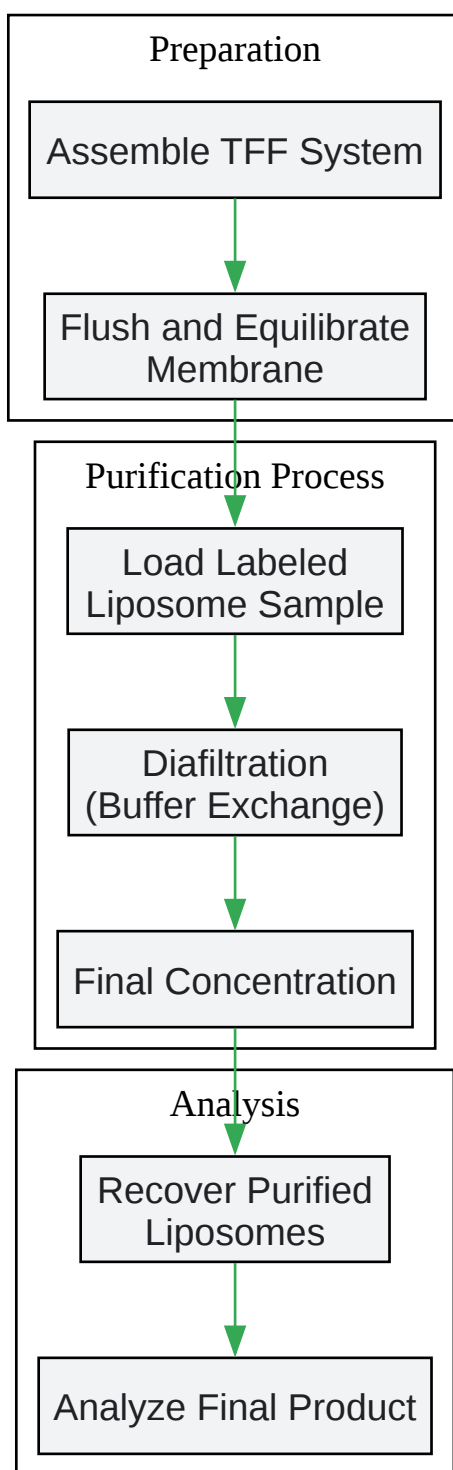 Preparation
Assemble TFF System
Flush and Equilibrate
Membrane
Purification Process
Load Labeled
Liposome Sample
Diafiltration
(Buffer Exchange)
Final Concentration
Analysis
Recover Purified
Liposomes
Analyze Final Product